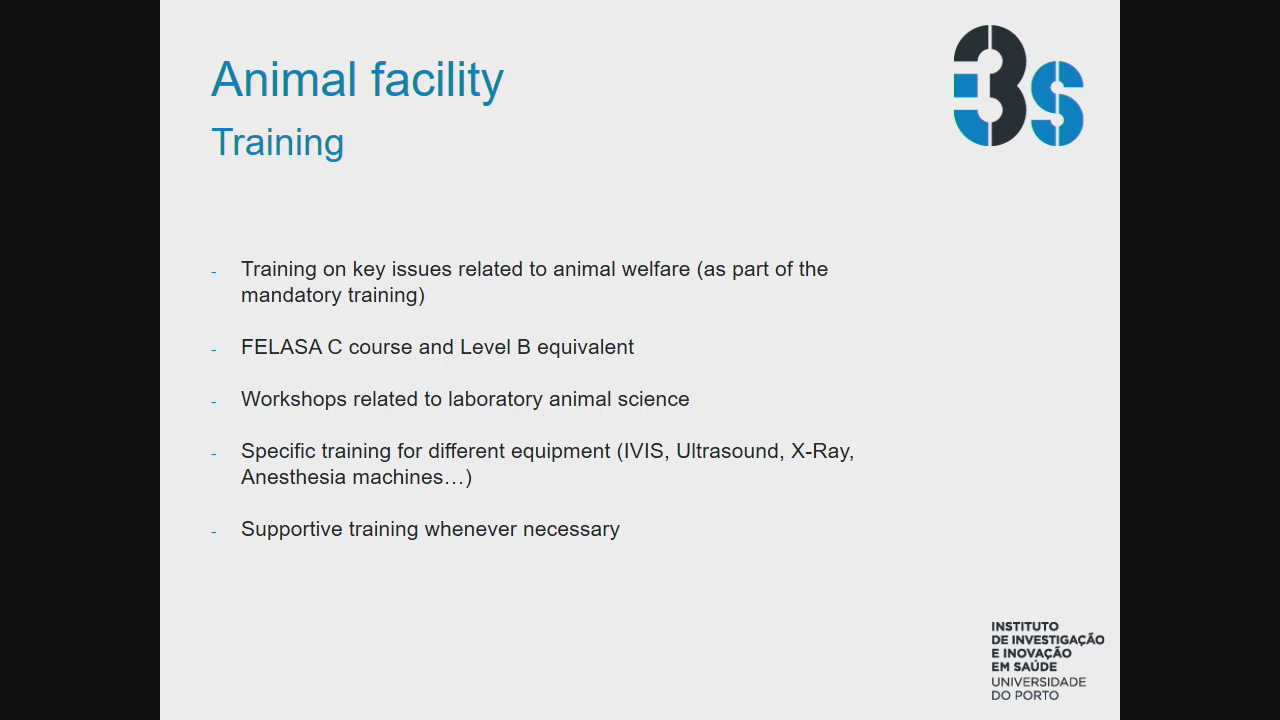 Animal facility
Training
3s
- Training on key issues related to animal welfare (as part of the
mandatory training)
- FELASA C course and Level B equivalent
- Workshops related to laboratory animal science
- Specific training for different equipment (IVIS, Ultrasound, X-Ray,
Anesthesia machines…)
- Supportive training whenever necessary
INSTITUTO
DE INVESTIGAÇÃO
E INOVAÇÃO
EM SAÚDE
UNIVERSIDADE
DO PORTO